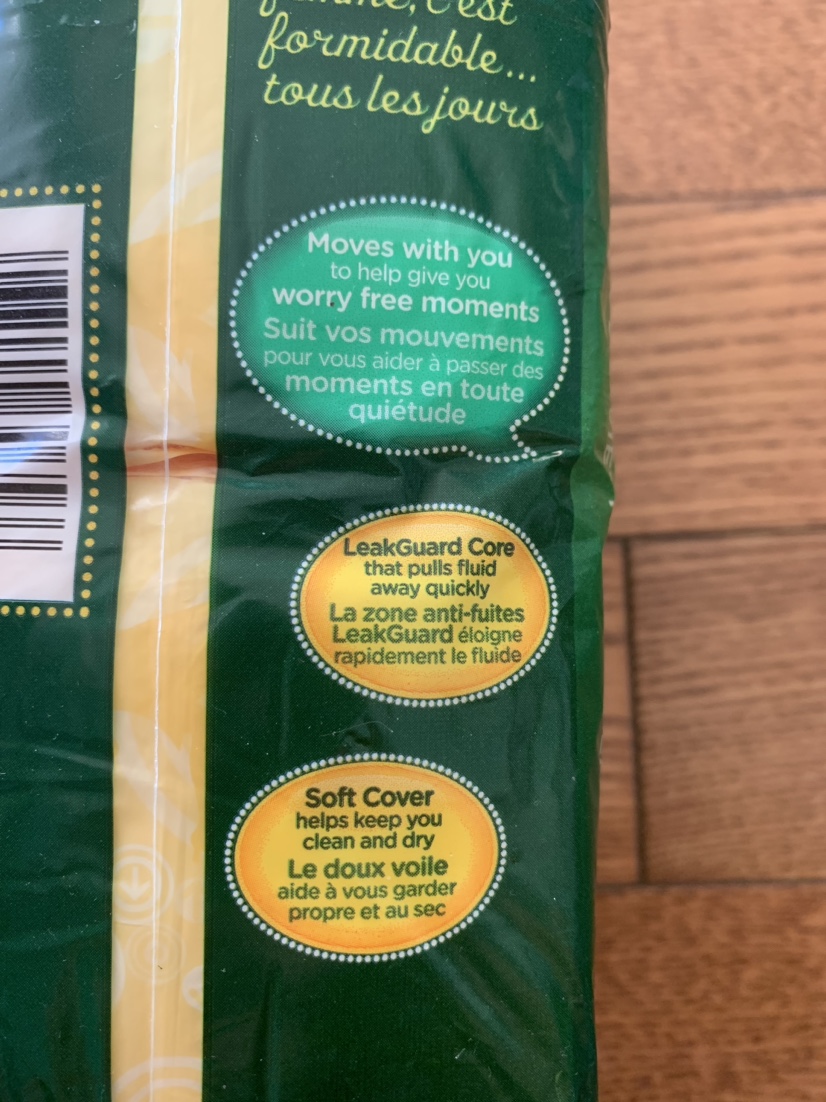 c'est
formidable...
tous les jours
Moves with you
to help give you
worry free moments
Suit vos mouvements
pour vous aider à passer des
moments en toute
quiétude
LeakGuard Core
that pulls fluid
away quickly
La zone anti-fuites
LeakGuard éloigne
rapidement le fluide
Soft Cover
helps keep you
clean and dry
Le doux voile
aide à vous garder
propre et au sec